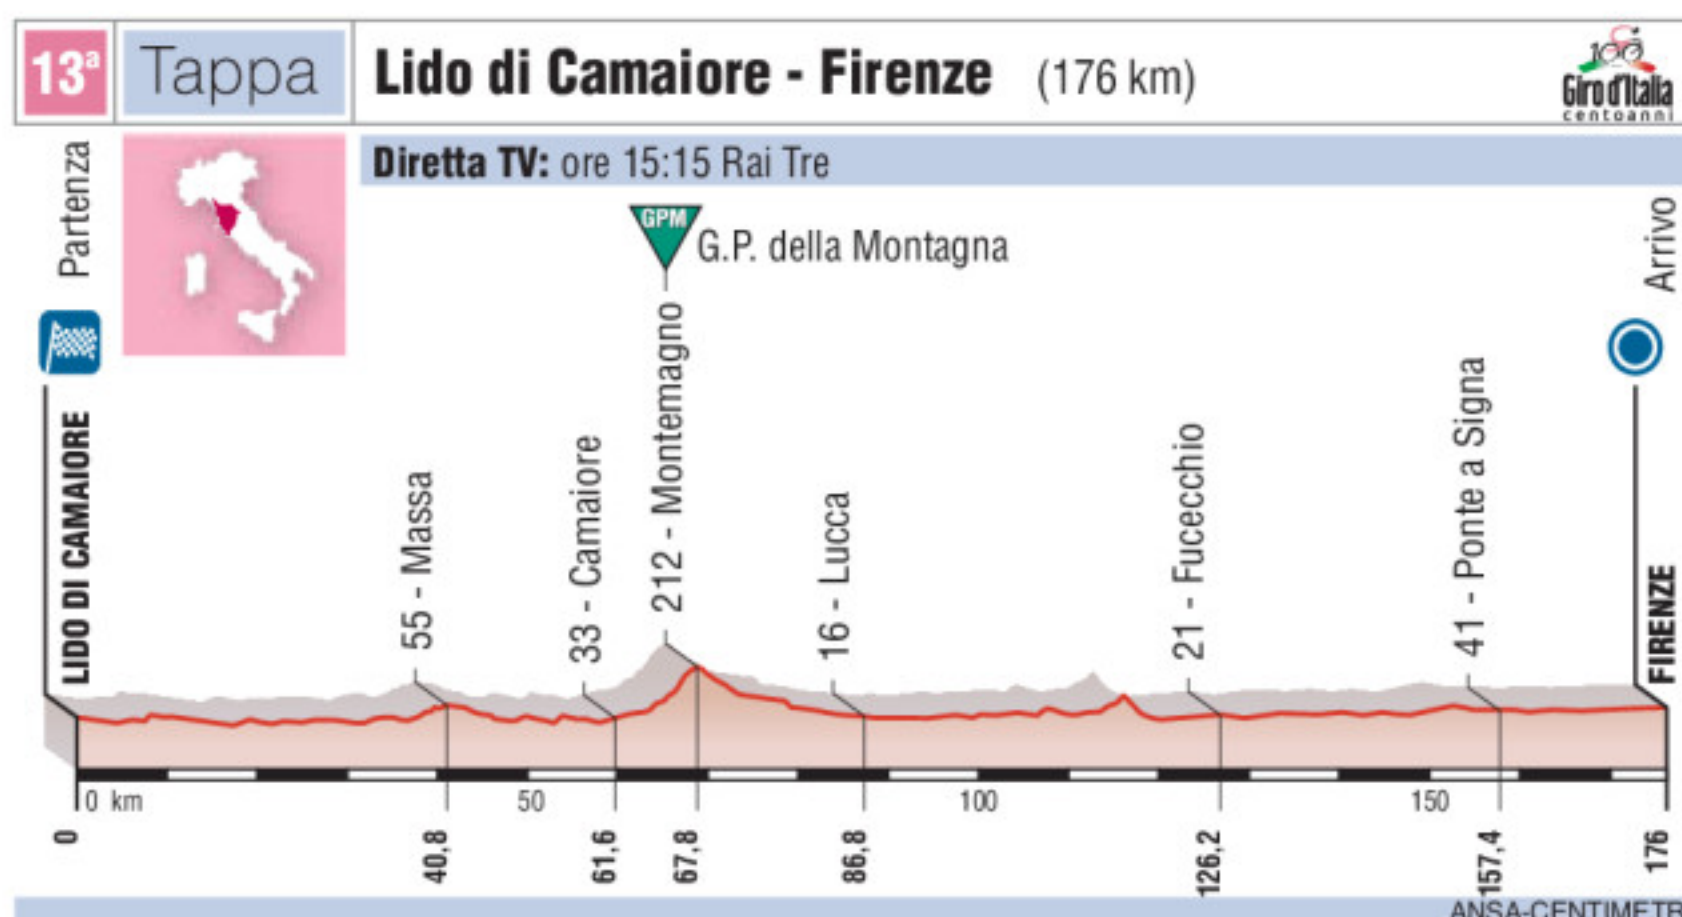 13ª Tappa Lido di Camaiore - Firenze (176 km)
100
Giro d'Italia
centoanni
Partenza
Diretta TV: ore 15:15 Rai Tre
Arrivo
GPM
G.P. della Montagna
LIDO DI CAMAIORE
55 - Massa
33 - Camaiore
212 - Montemagno
16 - Lucca
21 - Fucecchio
41 - Ponte a Signa
FIRENZE
0 km 50 100 150
0 40,8 61,6 67,8 86,8 126,2 157,4 176
ANSA-CENTIMETR